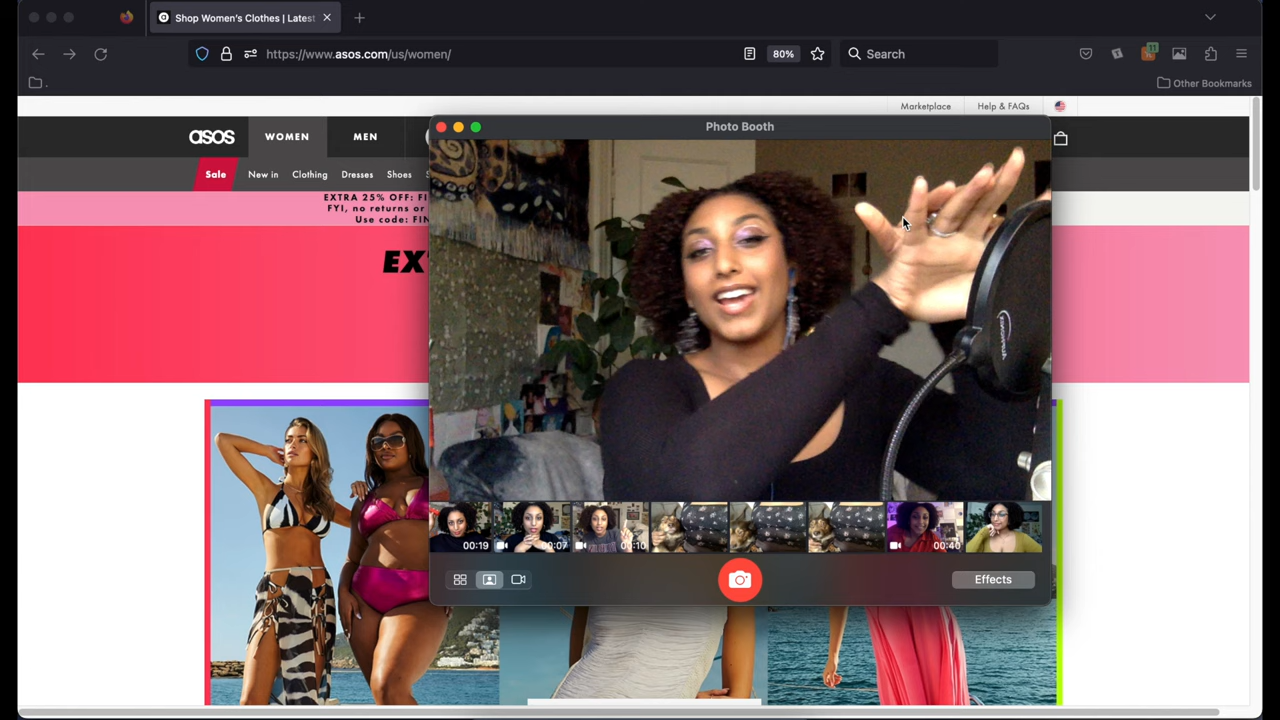 Shop Women's Clothes | Latest
https://www.asos.com/us/women/
80%
Search
11
.
Other Bookmarks
Marketplace
Help & FAQs
asos
WOMEN
MEN
Photo Booth
Sale
New in
Clothing
Dresses
Shoes
EXTRA 25% OFF: FI
FYI, no returns or
Use code: FIN
EX
00:19
00:07
00:10
00:40
Effects